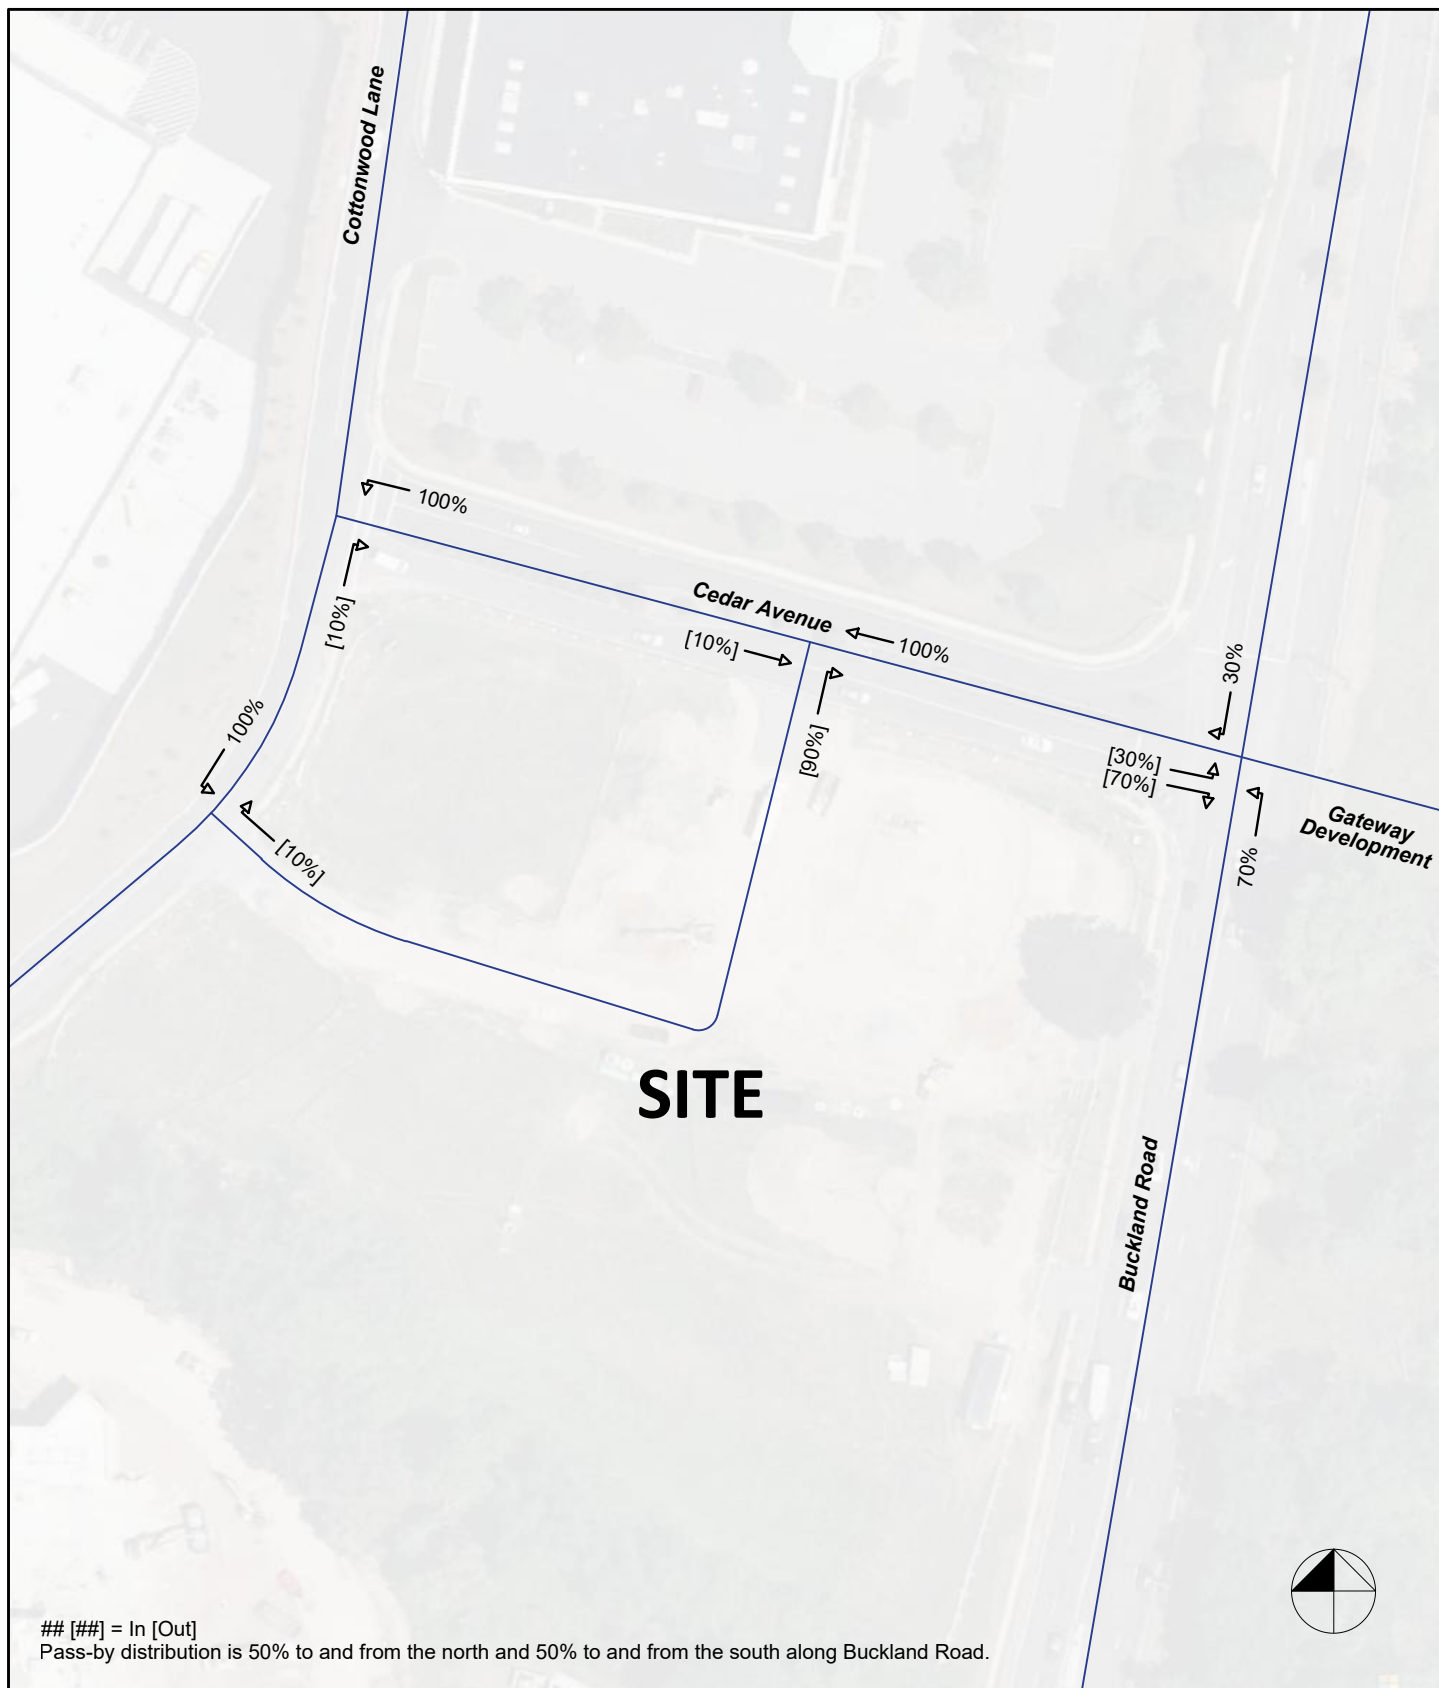 Cottonwood Lane
100%
[10%]
Cedar Avenue
[10%]
100%
30%
[90%]
[30%]
[70%]
100%
70%
Gateway
Development
[10%]
SITE
Buckland Road
## [##] = In [Out]
Pass-by distribution is 50% to and from the north and 50% to and from the south along Buckland Road.